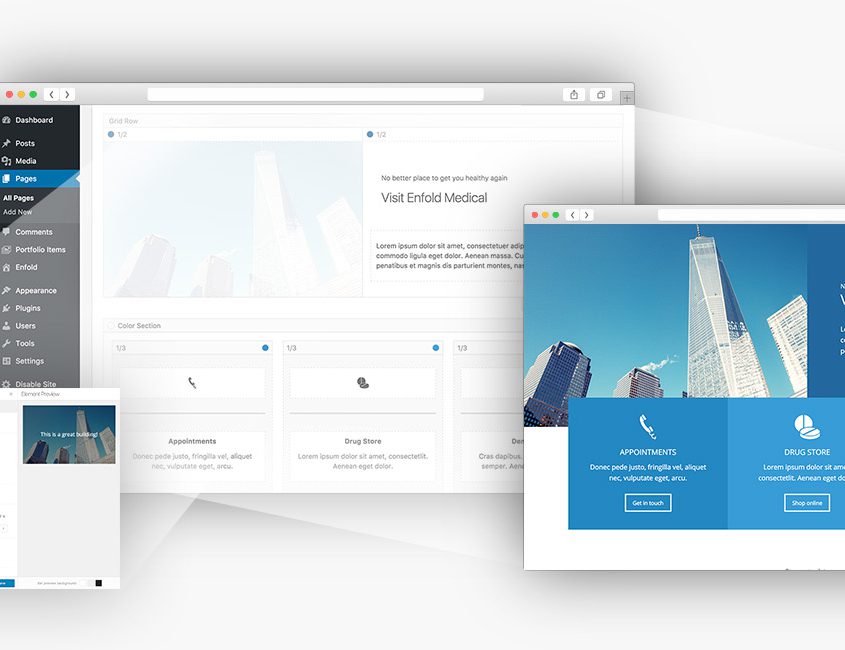 Dashboard
Posts
Media
Pages
All Pages
Add New
Comments
Portfolio Items
Enfold
Appearance
Plugins
Users
Tools
Settings
Disable Site
Grid Row
1/2
1/2
No better place to get you healthy again
Visit Enfold Medical
Lorem ipsum dolor sit amet, consectetuer adip
commodo ligula eget dolor. Aenean massa. Cu
penatibus et magnis dis parturient montes, nas
Color Section
1/3
1/3
1/3
Appointments
Donec pede justo, fringilla vel, aliquet
nec, vulputate eget, arcu.
Drug Store
Lorem ipsum dolor sit amet, consectetlit.
Aenean eget dolor.
Den
Cras dapibus.
semper. Aene
Element Preview
This is a great building!
Set preview background:
APPOINTMENTS
Donec pede justo, fringilla vel, aliquet
nec, vulputate eget, arcu.
Get in touch
DRUG STORE
Lorem ipsum dolor sit ame
consectetlit. Aenean eget do
Shop online